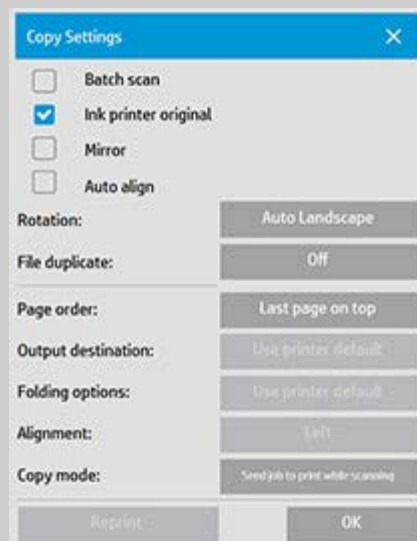 Copy Settings
Batch scan
Ink printer original
Mirror
Auto align
Rotation: Auto Landscape
File duplicate: Off
Page order: Last page on top
Output destination: Use printer default
Folding options: Use printer default
Alignment: Left
Copy mode: Send job to print while scanning
Reprint OK